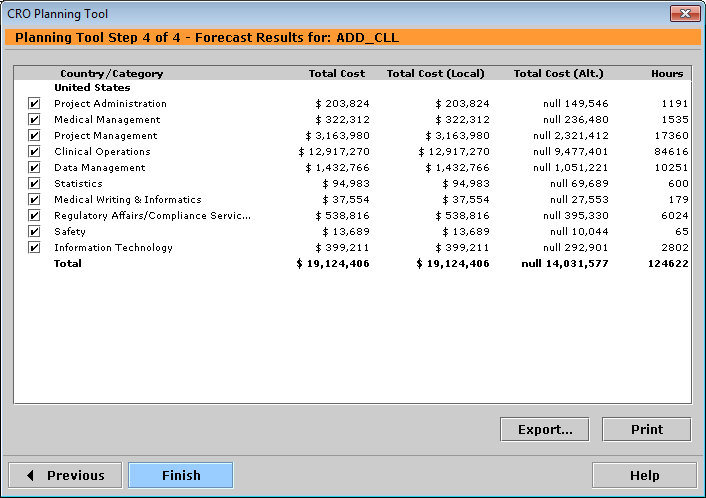 CRO Planning Tool
Planning Tool Step 4 of 4 - Forecast Results for: ADD_CLL
Country/Category Total Cost Total Cost (Local) Total Cost (Alt.) Hours
United States
Project Administration $ 203,824 $ 203,824 null 149,546 1191
Medical Management $ 322,312 $ 322,312 null 236,480 1535
Project Management $ 3,163,980 $ 3,163,980 null 2,321,412 17360
Clinical Operations $ 12,917,270 $ 12,917,270 null 9,477,401 84616
Data Management $ 1,432,766 $ 1,432,766 null 1,051,221 10251
Statistics $ 94,983 $ 94,983 null 69,689 600
Medical Writing & Informatics $ 37,554 $ 37,554 null 27,553 179
Regulatory Affairs/Compliance Servic... $ 538,816 $ 538,816 null 395,330 6024
Safety $ 13,689 $ 13,689 null 10,044 65
Information Technology $ 399,211 $ 399,211 null 292,901 2802
Total $ 19,124,406 $ 19,124,406 null 14,031,577 124622
Export... Print
Previous Finish Help